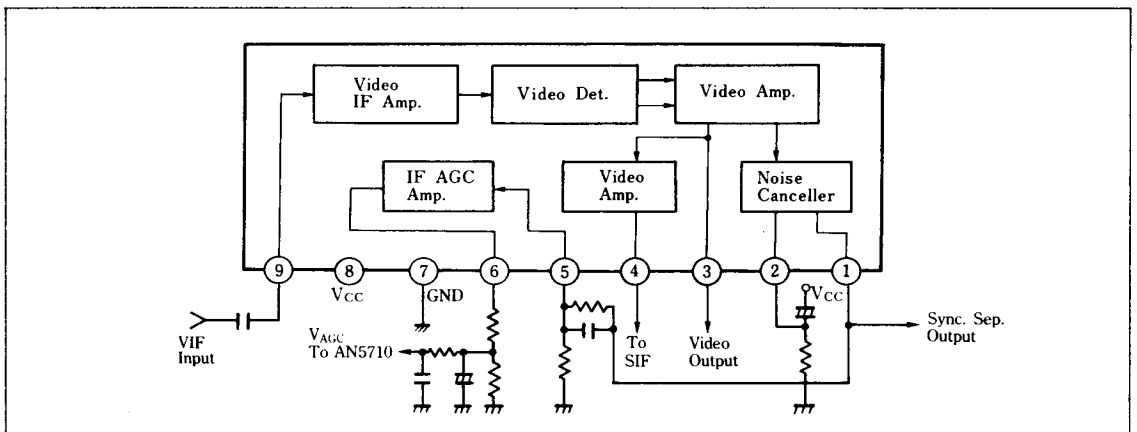 Video
IF Amp.
Video Det.
Video Amp.
IF AGC
Amp.
Video
Amp.
Noise
Canceller
9
8
7
6
5
4
3
2
1
VCC
GND
VCC
VIF
Input
VAGC
To AN5710
To
SIF
Video
Output
Sync. Sep.
Output